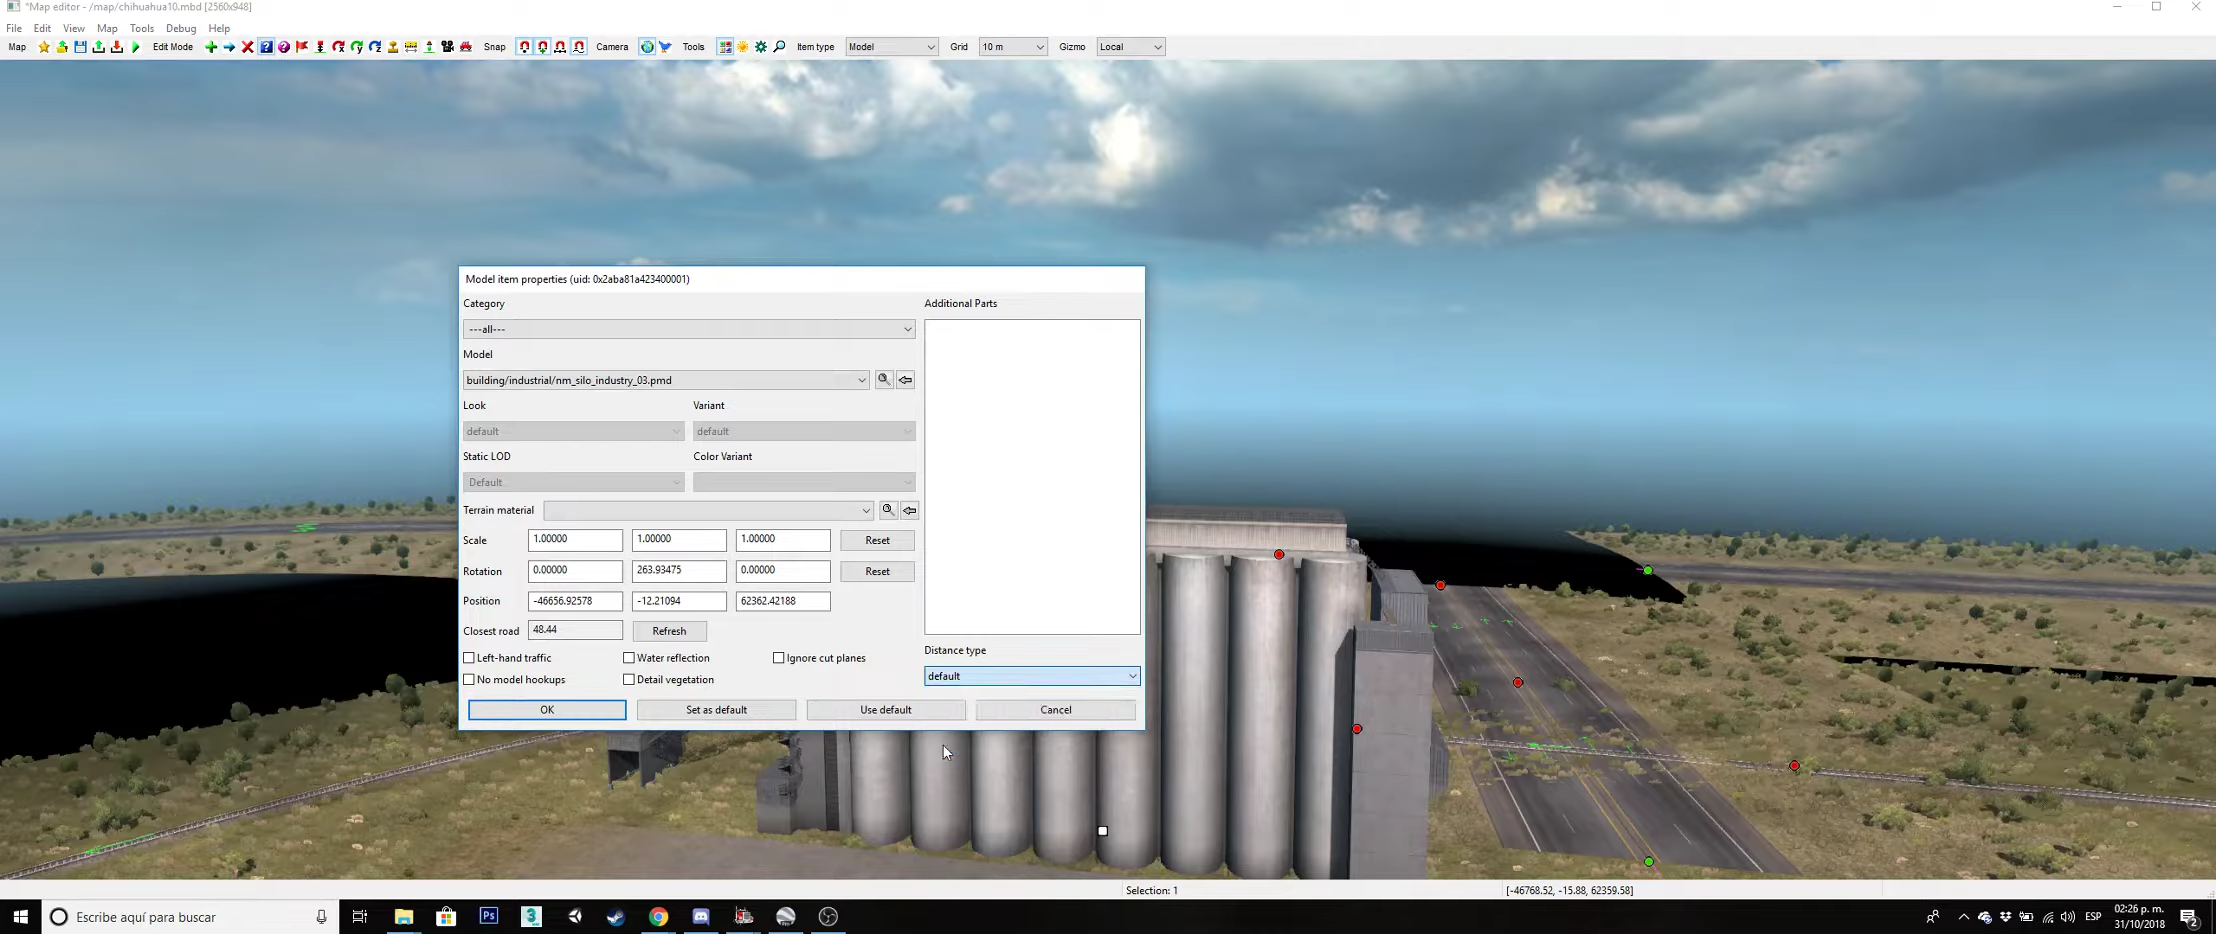 *Map editor - /map/chihuahua10.mbd [2560x948]
File Edit View Map Tools Debug Help
Map Edit Mode Snap Camera Tools Item type Model Grid 10 m Gizmo Local
Model item properties (uid: 0x2aba81a423400001)
Category
---all---
Model
building/industrial/nm_silo_industry_03.pmd
Look Variant
default default
Static LOD Color Variant
Default
Terrain material
Scale 1.00000 1.00000 1.00000 Reset
Rotation 0.00000 263.93475 0.00000 Reset
Position -46656.92578 -12.21094 62362.42188
Closest road 48.44 Refresh
Left-hand traffic Water reflection Ignore cut planes
No model hookups Detail vegetation
Additional Parts
Distance type
default
OK Set as default Use default Cancel
Selection: 1 [-46768.52, -15.88, 62359.58]
Escribe aquí para buscar
Ps
3
ESP
02:26 p. m.
31/10/2018
2